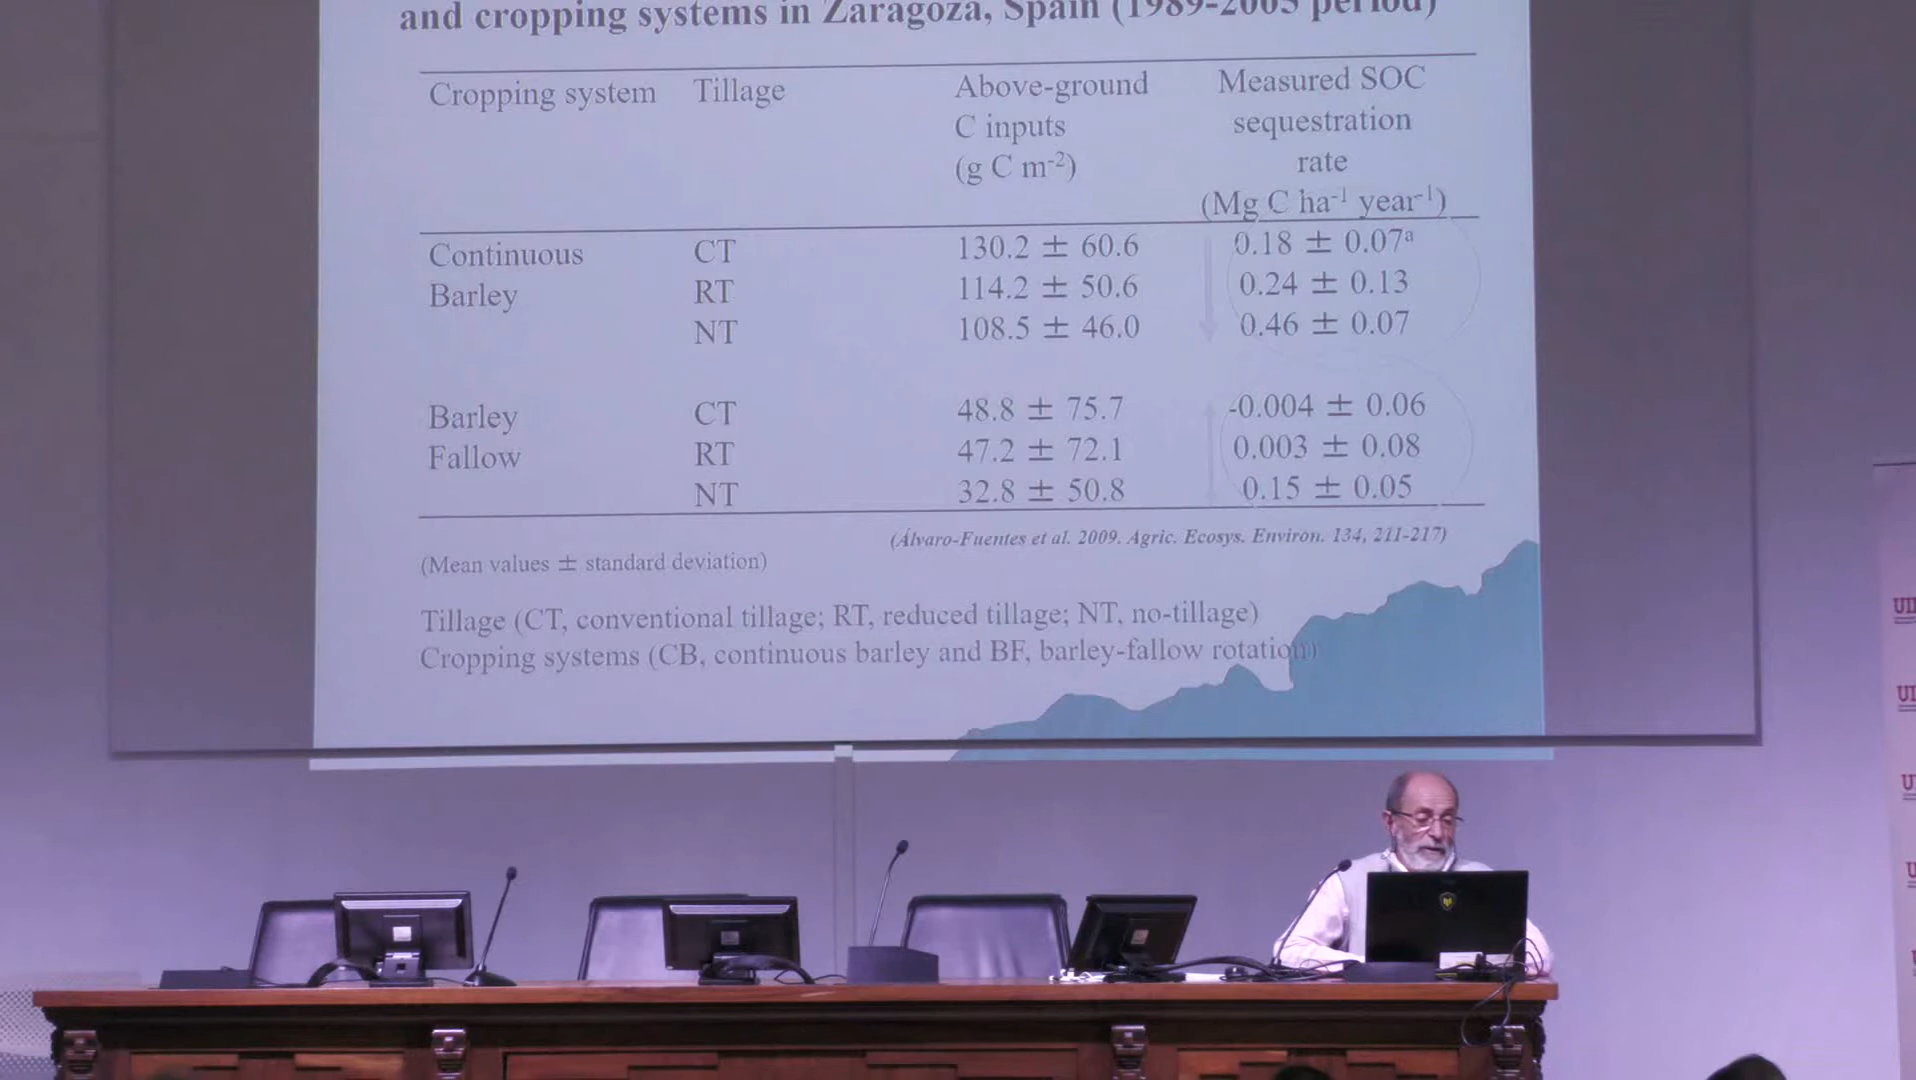 and cropping systems in Zaragoza, Spain (1989-2005 period)
Cropping system Tillage Above-ground C inputs (g C m-2) Measured SOC sequestration rate (Mg C ha-1 year-1)
Continuous CT 130.2 ± 60.6 0.18 ± 0.07a
Barley RT 114.2 ± 50.6 0.24 ± 0.13
NT 108.5 ± 46.0 0.46 ± 0.07
Barley CT 48.8 ± 75.7 -0.004 ± 0.06
Fallow RT 47.2 ± 72.1 0.003 ± 0.08
NT 32.8 ± 50.8 0.15 ± 0.05
(Álvaro-Fuentes et al. 2009. Agric. Ecosys. Environ. 134, 211-217)
(Mean values ± standard deviation)
Tillage (CT, conventional tillage; RT, reduced tillage; NT, no-tillage)
Cropping systems (CB, continuous barley and BF, barley-fallow rotation)